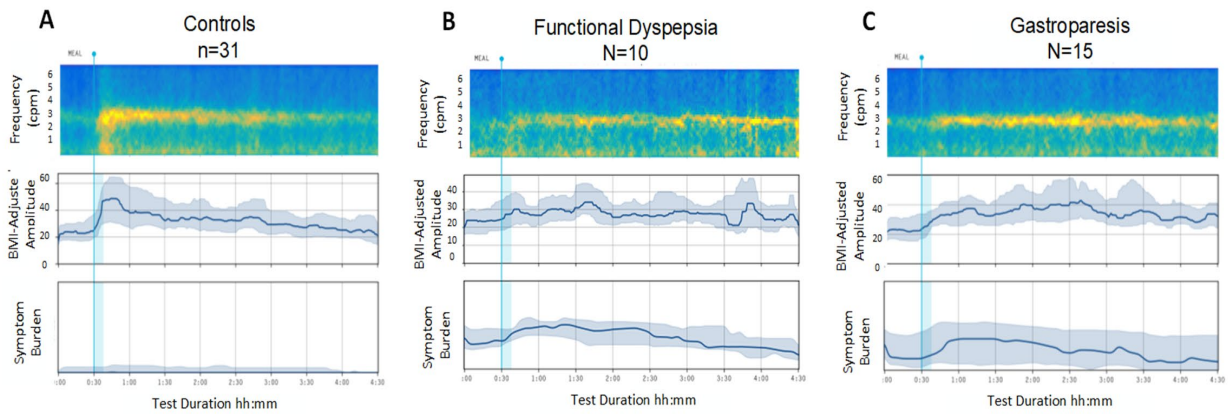 A
Controls
n=31
MEAL
Frequency
(cpm)
6
5
4
3
2
1
BMI-Adjuste
Amplitude
60
40
20
0
Symptom
Burden
:00
0:30
1:00
1:30
2:00
2:30
3:00
3:30
4:00
4:30
Test Duration hh:mm
B
Functional Dyspepsia
N=10
MEAL
Frequency
(cpm)
6
5
4
3
2
1
BMI-Adjusted
Amplitude
40
30
20
10
0
Symptom
Burden
:00
0:30
1:00
1:30
2:00
2:30
3:00
3:30
4:00
4:30
Test Duration hh:mm
C
Gastroparesis
N=15
MEAL
Frequency
(cpm)
6
5
4
3
2
1
BMI-Adjusted
Amplitude
60
40
20
0
Symptom
Burden
:00
0:30
1:00
1:30
2:00
2:30
3:00
3:30
4:00
4:30
Test Duration hh:mm